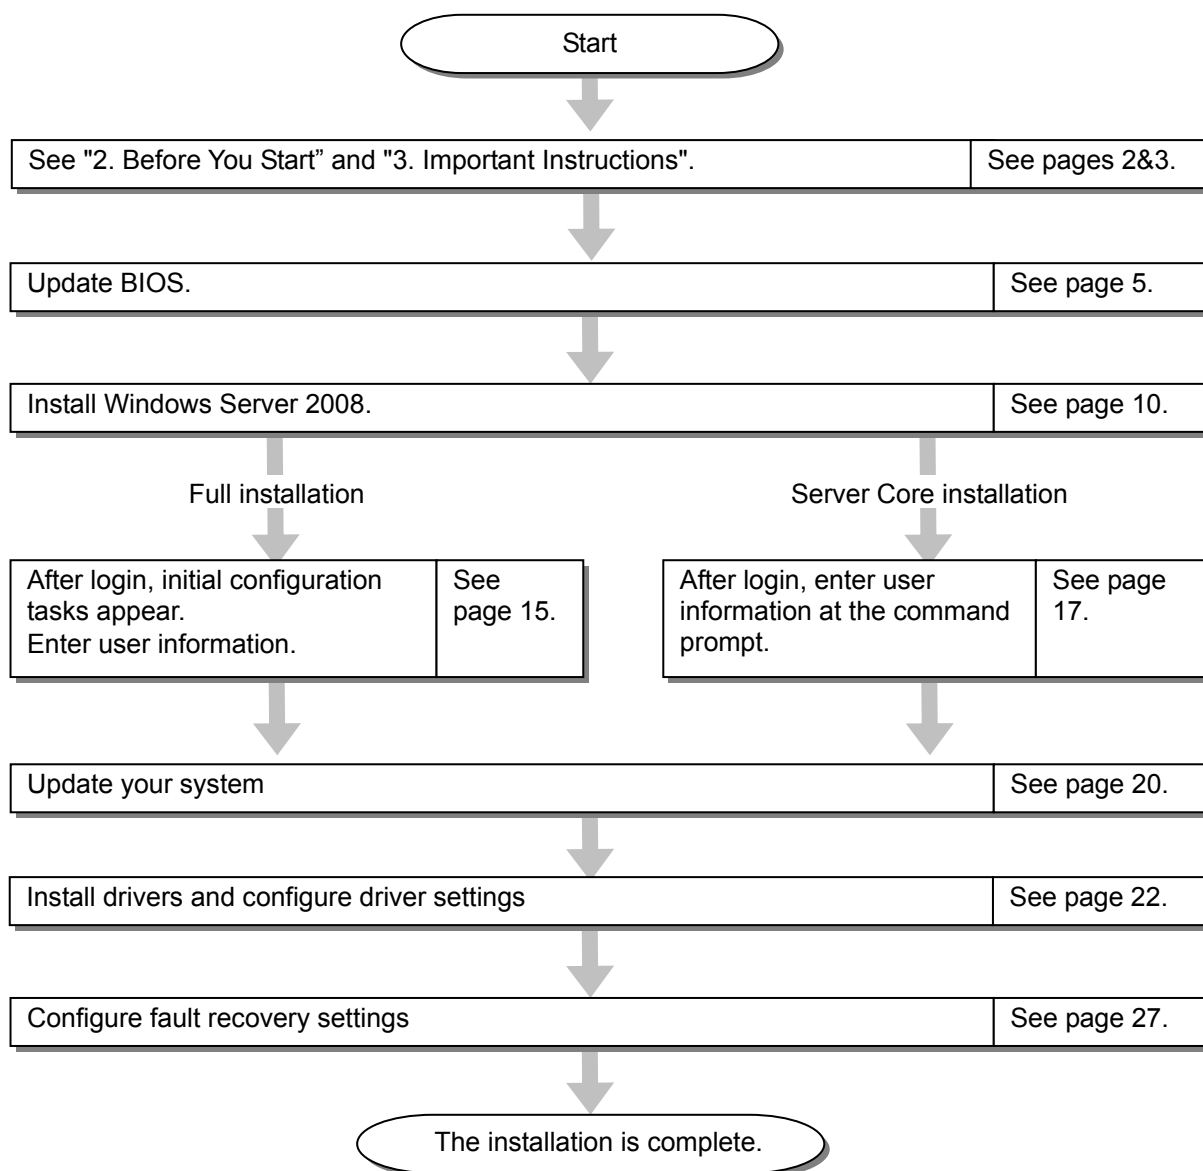 Start
See "2. Before You Start” and "3. Important Instructions". See pages 2&3.
Update BIOS. See page 5.
Install Windows Server 2008. See page 10.
Full installation
Server Core installation
After login, initial configuration
tasks appear.
Enter user information.
See
page 15.
After login, enter user
information at the command
prompt.
See page
17.
Update your system See page 20.
Install drivers and configure driver settings See page 22.
Configure fault recovery settings See page 27.
The installation is complete.